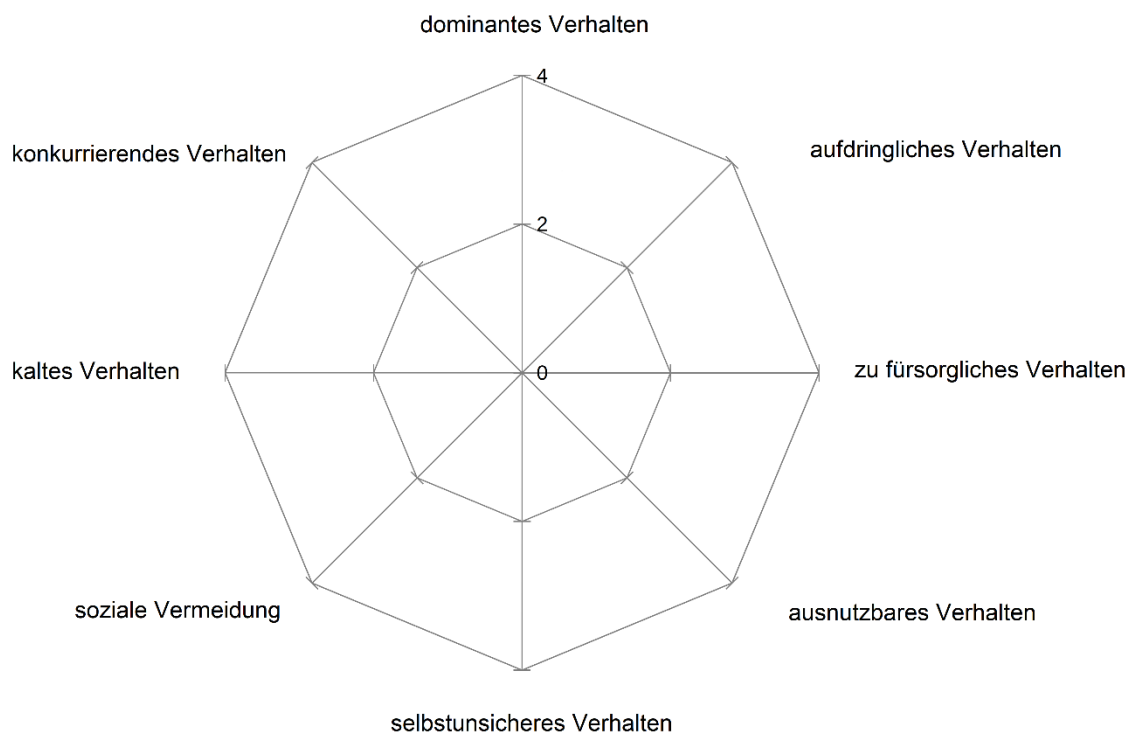 dominantes Verhalten
4
konkurrierendes Verhalten
aufdringliches Verhalten
2
kaltes Verhalten
0
zu fürsorgliches Verhalten
soziale Vermeidung
ausnutzbares Verhalten
selbstunsicheres Verhalten